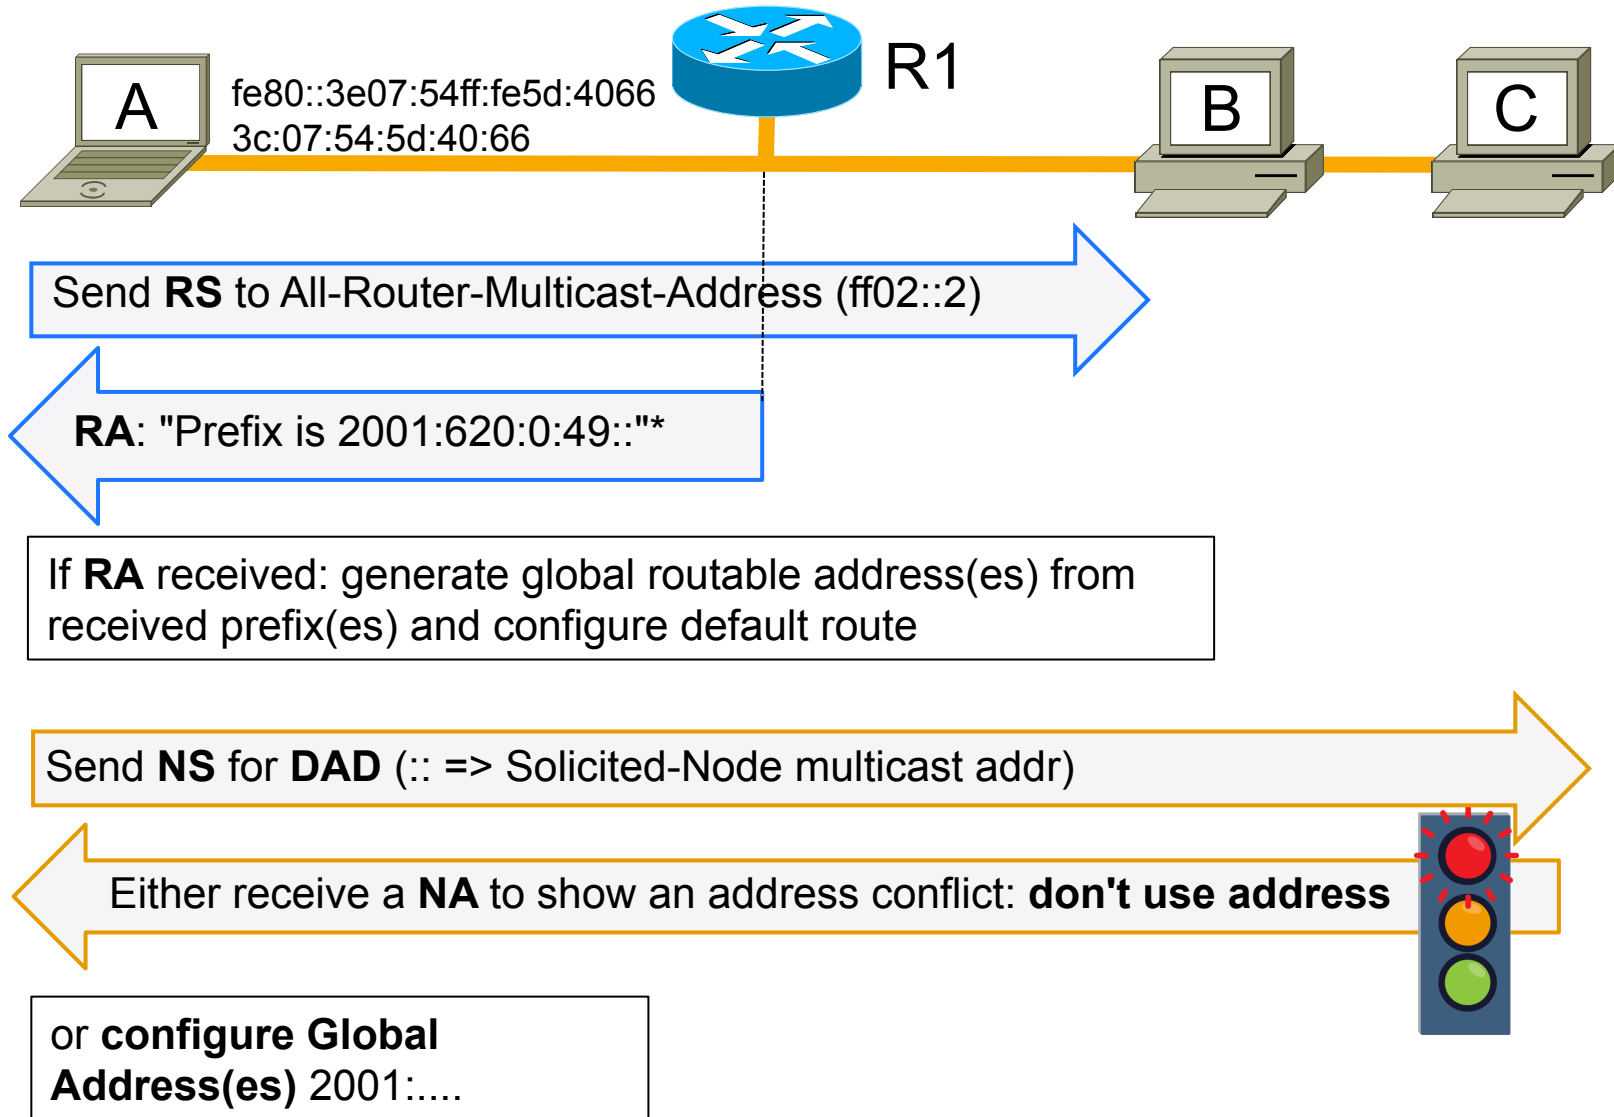 A
fe80::3e07:54ff:fe5d:4066
3c:07:54:5d:40:66
R1
B
C
Send RS to All-Router-Multicast-Address (ff02::2)
RA: "Prefix is 2001:620:0:49::"*
If RA received: generate global routable address(es) from
received prefix(es) and configure default route
Send NS for DAD (:: => Solicited-Node multicast addr)
Either receive a NA to show an address conflict: don't use address
or configure Global
Address(es) 2001:....